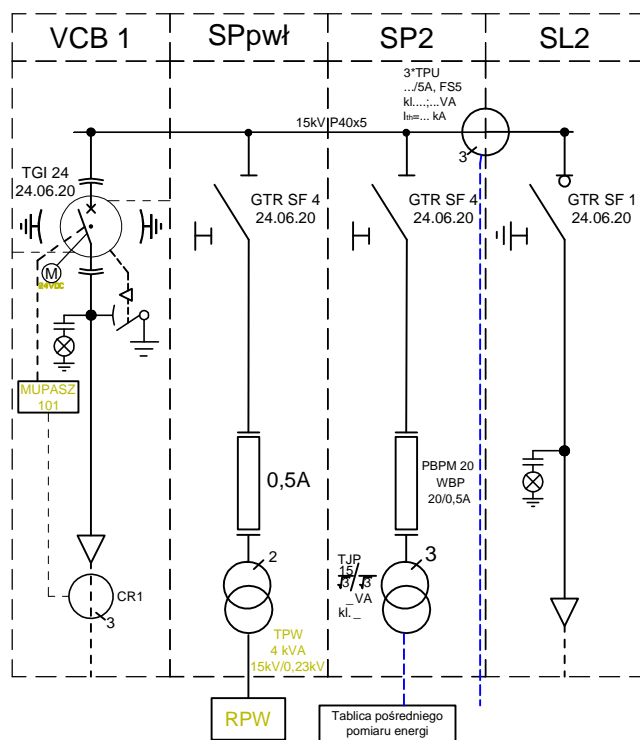 VCB 1
SPpwł
SP2
SL2
3*TPU
.../5A, FS5
kl....;...VA
Ith=... kA
15kV P40x5
3
TGI 24
24.06.20
GTR SF 4
24.06.20
GTR SF 4
24.06.20
GTR SF 1
24.06.20
M
24VDC
MUPASZ
101
0,5A
PBPM 20
WBP
20/0,5A
2
3
TJP
15
√3/√3
_ VA
kl. _
CR1
3
TPW
4 kVA
15kV/0,23kV
RPW
Tablica pośredniego
pomiaru energi